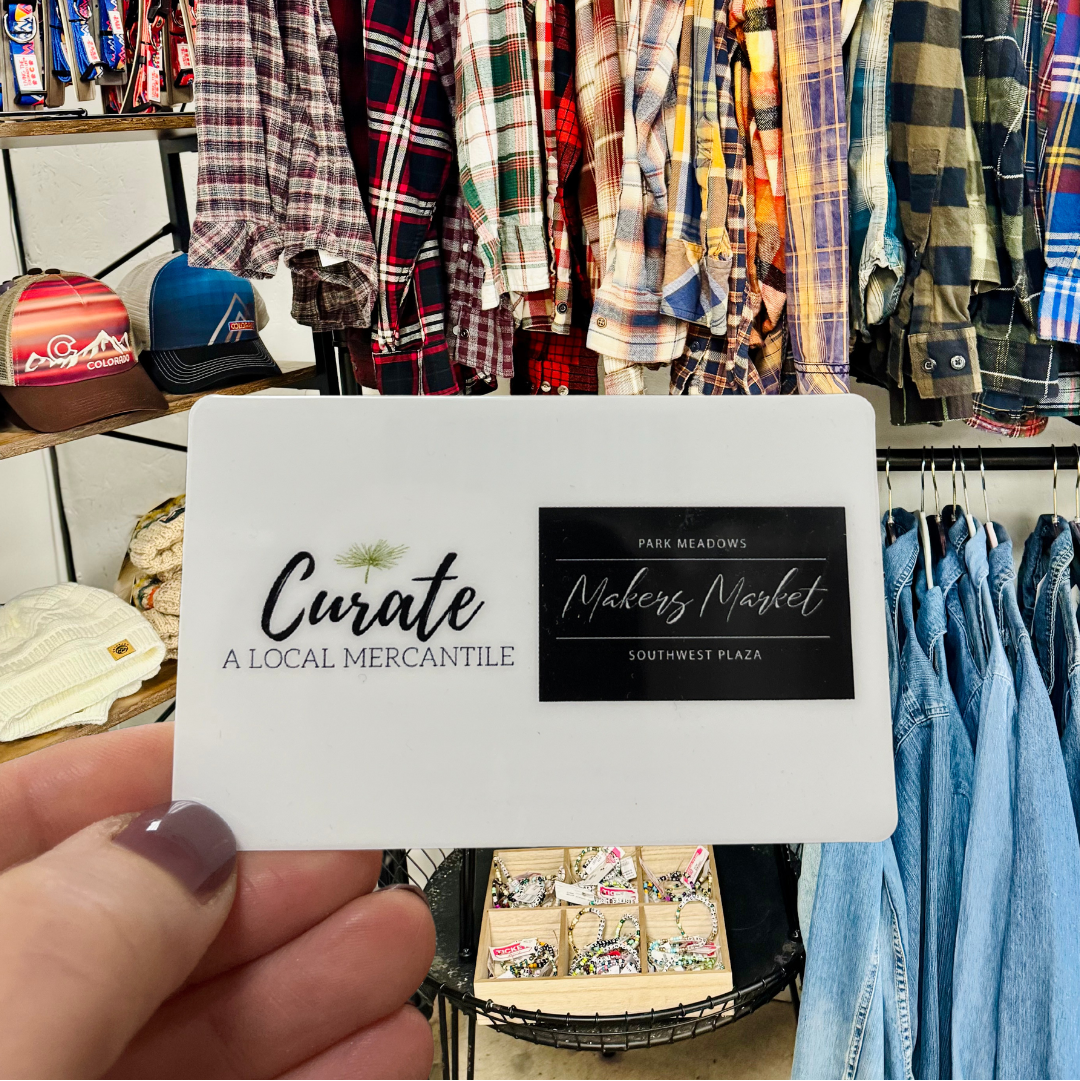 COLORADO
Curate
A LOCAL MERCANTILE
PARK MEADOWS
Makers Market
SOUTHWEST PLAZA